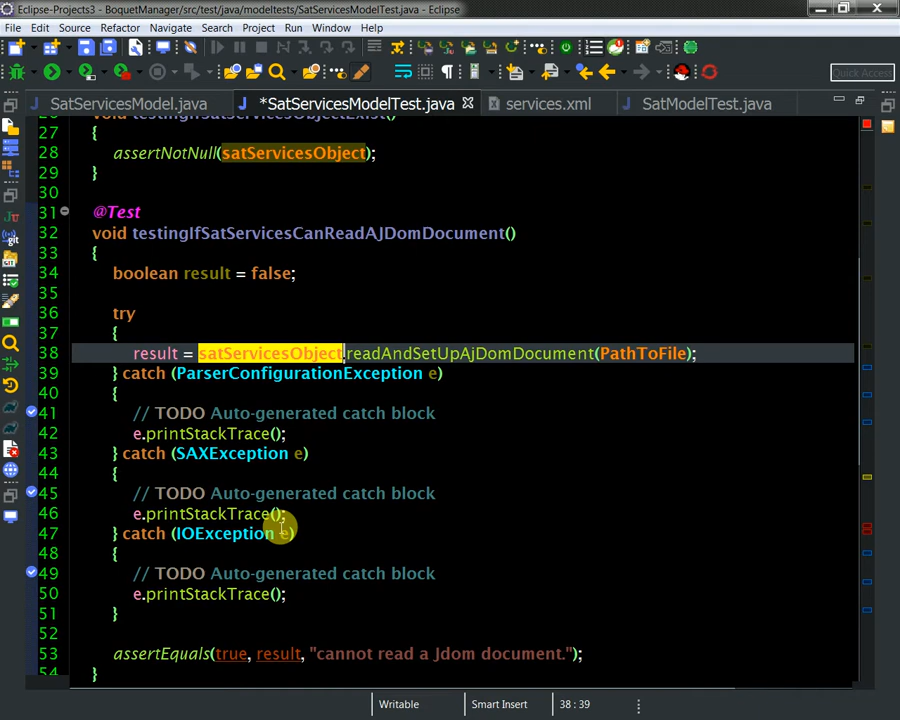 Eclipse-Projects3 - BoquetManager/src/test/java/modeltests/SatServicesModelTest.java - Eclipse
File Edit Source Refactor Navigate Search Project Run Window Help
Quick Access
SatServicesModel.java *SatServicesModelTest.java services.xml SatModelTest.java
void testingIfSatServicesObjectExist()
27 {
28 assertNotNull(satServicesObject);
29 }
30
31 @Test
32 void testingIfSatServicesCanReadAJDomDocument()
33 {
34 boolean result = false;
35
36 try
37 {
38 result = satServicesObject.readAndSetUpAjDomDocument(PathToFile);
39 } catch (ParserConfigurationException e)
40 {
41 // TODO Auto-generated catch block
42 e.printStackTrace();
43 } catch (SAXException e)
44 {
45 // TODO Auto-generated catch block
46 e.printStackTrace();
47 } catch (IOException e)
48 {
49 // TODO Auto-generated catch block
50 e.printStackTrace();
51 }
52
53 assertEquals(true, result, "cannot read a Jdom document.");
54 }
Writable Smart Insert 38 : 39